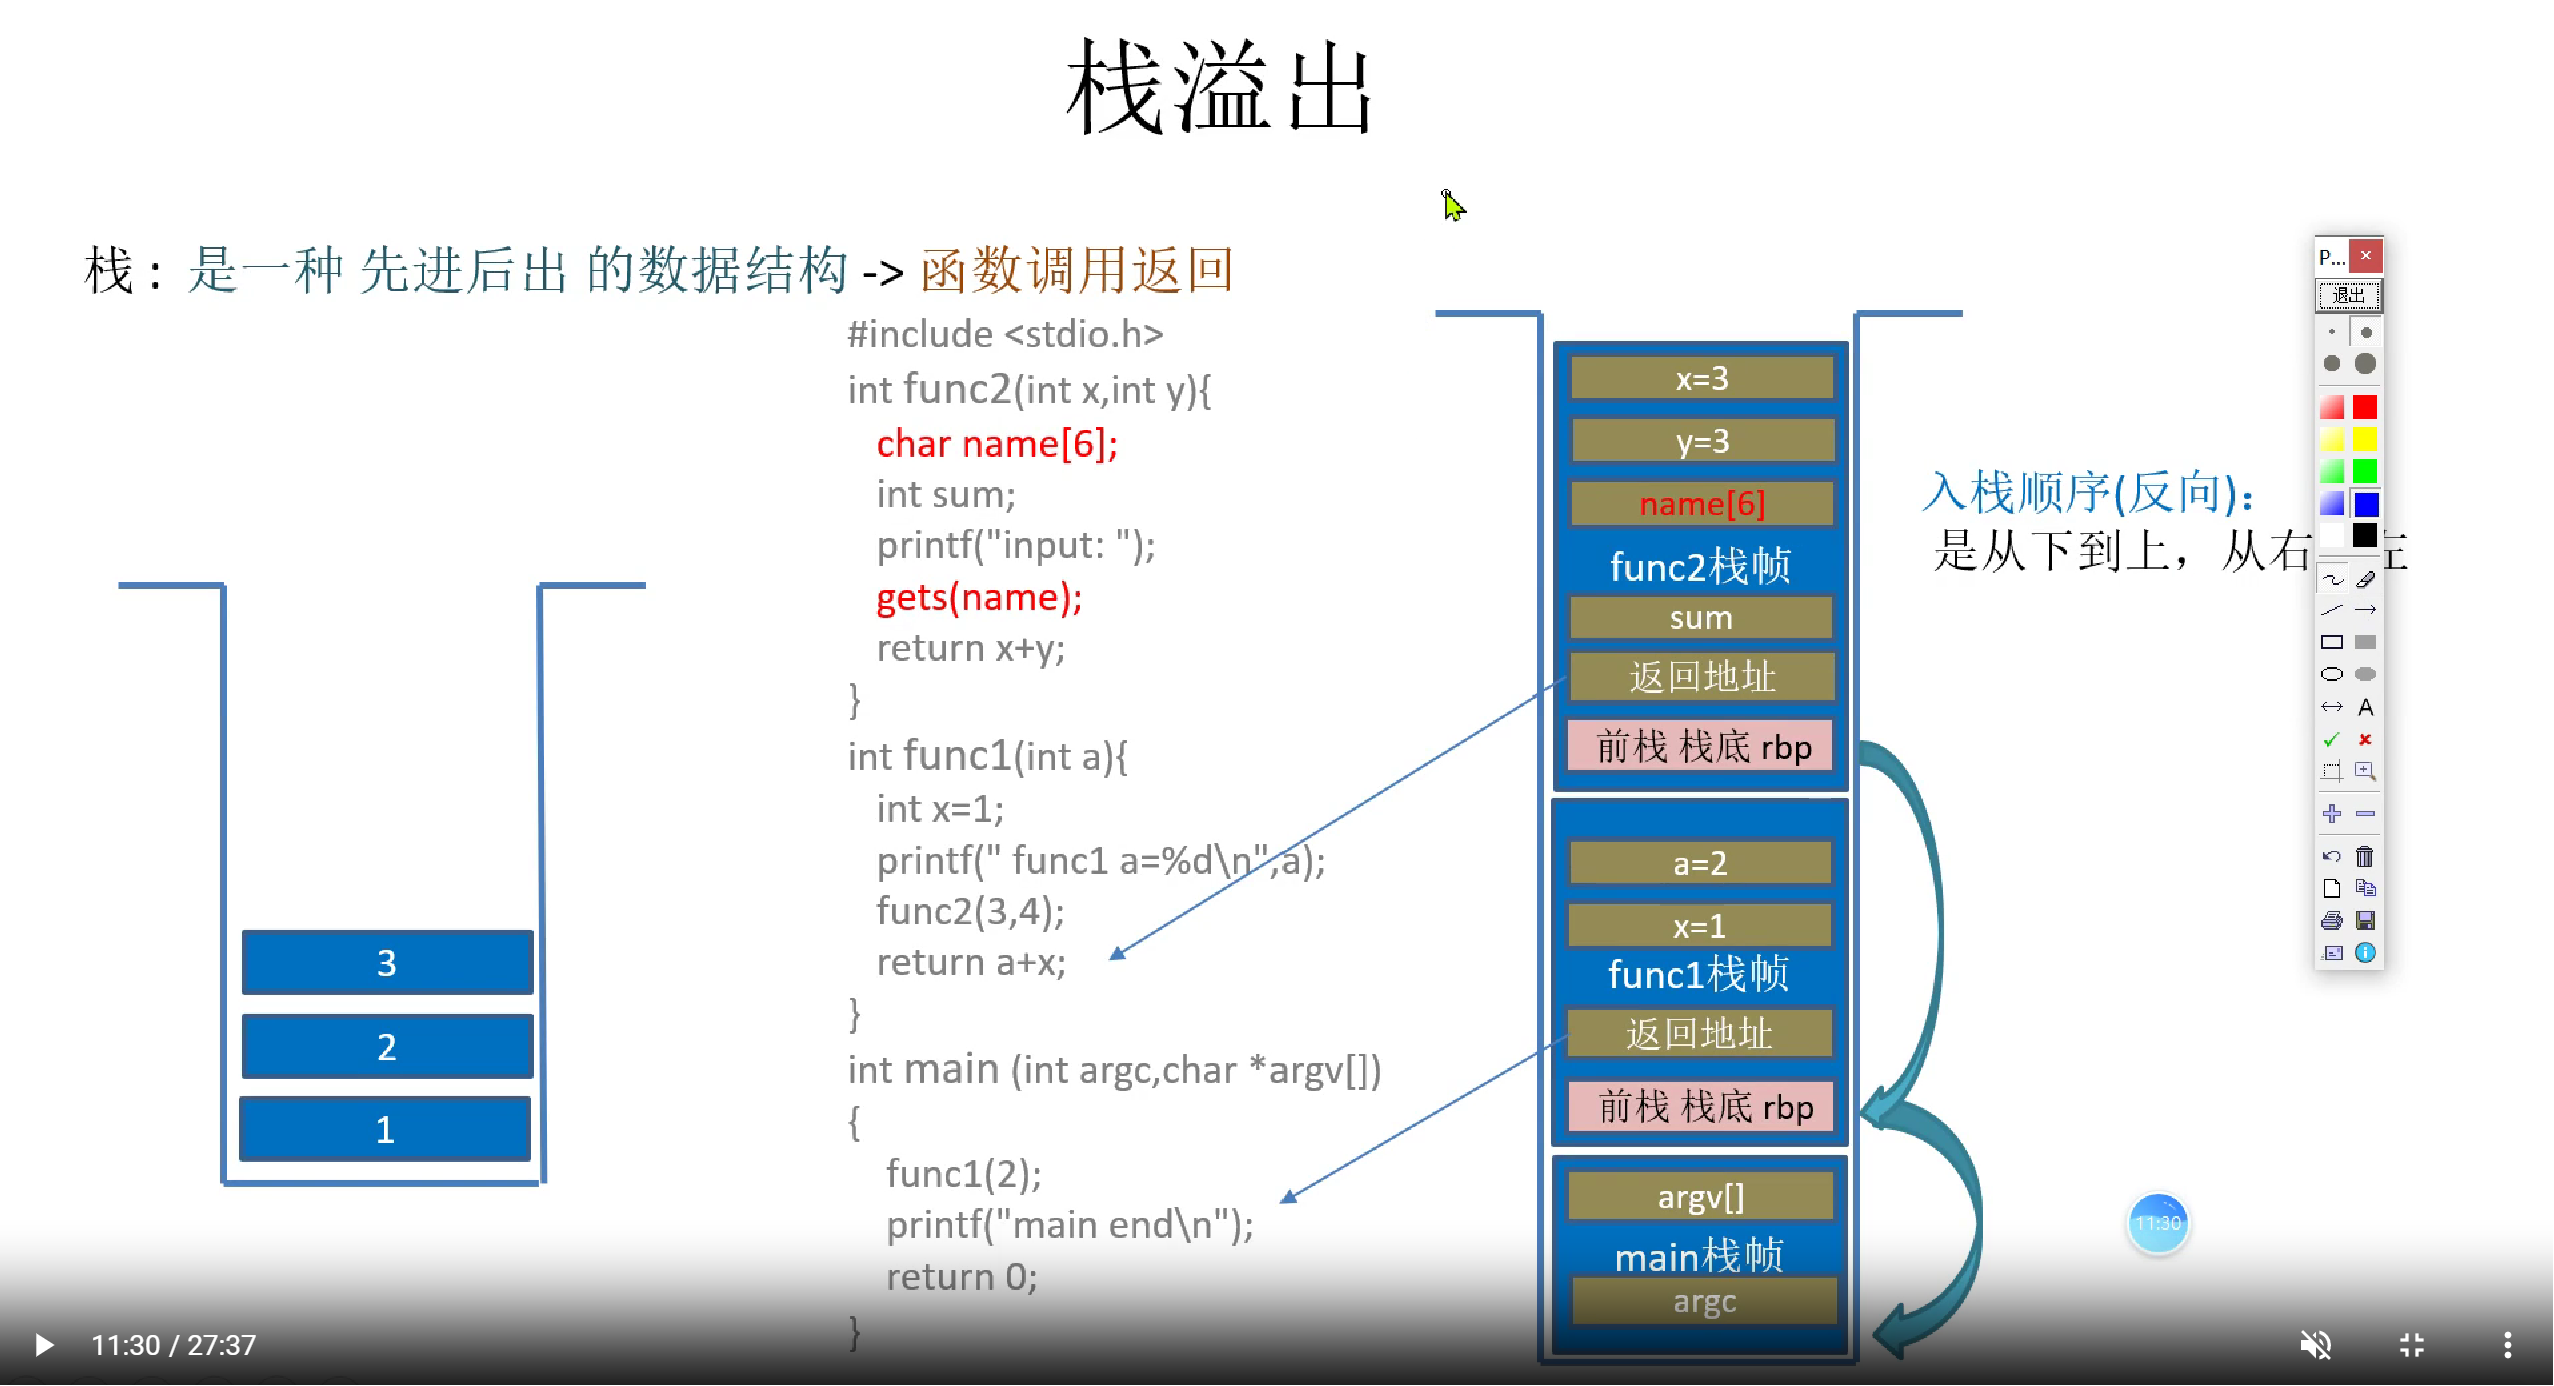 栈溢出
栈：是一种 先进后出 的数据结构 -> 函数调用返回
#include <stdio.h>
int func2(int x,int y){
char name[6];
int sum;
printf("input: ");
gets(name);
return x+y;
}
int func1(int a){
int x=1;
printf(" func1 a=%d\n",a);
func2(3,4);
return a+x;
}
int main (int argc,char *argv[])
{
func1(2);
printf("main end\n");
return 0;
}
3
2
1
x=3
y=3
name[6]
func2栈帧
sum
返回地址
前栈 栈底 rbp
a=2
x=1
func1栈帧
返回地址
前栈 栈底 rbp
argv[]
main栈帧
argc
入栈顺序(反向)：
是从下到上，从右 左
P...
退出
A
11:30
11:30 / 27:37